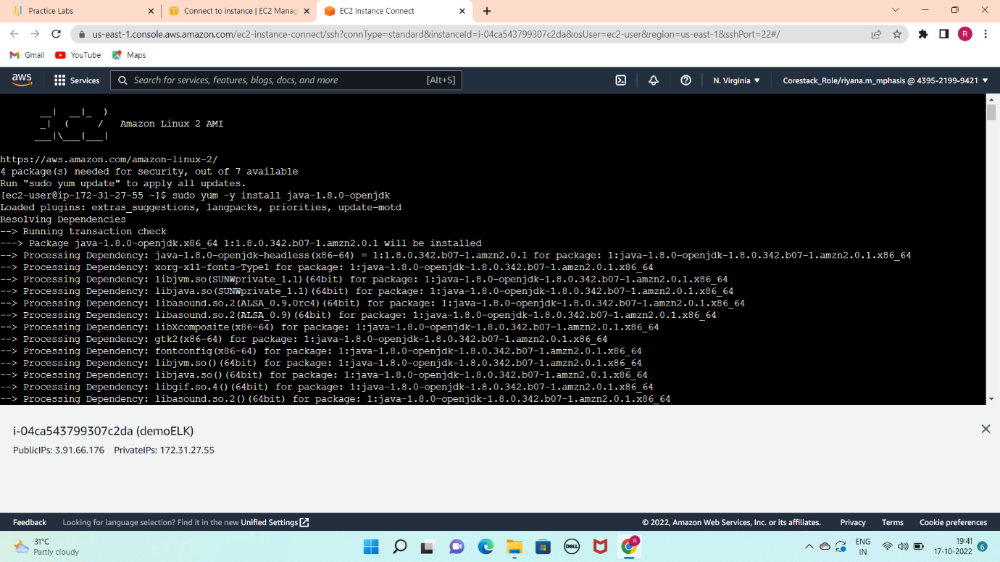 Practice Labs
Connect to instance | EC2 Manag
EC2 Instance Connect
us-east-1.console.aws.amazon.com/ec2-instance-connect/ssh?connType=standard&instanceId=i-04ca543799307c2da&osUser=ec2-user&region=us-east-1&sshPort=22#/
R
Gmail
YouTube
Maps
aws
Services
Search for services, features, blogs, docs, and more
[Alt+S]
N. Virginia
Corestack_Role/riyana.m_mphasis @ 4395-2199-9421
__|  __|_  )
_|  (     /   Amazon Linux 2 AMI
___|\___|___|
https://aws.amazon.com/amazon-linux-2/
4 package(s) needed for security, out of 7 available
Run "sudo yum update" to apply all updates.
[ec2-user@ip-172-31-27-55 ~]$ sudo yum -y install java-1.8.0-openjdk
Loaded plugins: extras_suggestions, langpacks, priorities, update-motd
Resolving Dependencies
--> Running transaction check
---> Package java-1.8.0-openjdk.x86_64 1:1.8.0.342.b07-1.amzn2.0.1 will be installed
--> Processing Dependency: java-1.8.0-openjdk-headless(x86-64) = 1:1.8.0.342.b07-1.amzn2.0.1 for package: 1:java-1.8.0-openjdk-1.8.0.342.b07-1.amzn2.0.1.x86_64
--> Processing Dependency: xorg-x11-fonts-Type1 for package: 1:java-1.8.0-openjdk-1.8.0.342.b07-1.amzn2.0.1.x86_64
--> Processing Dependency: libjvm.so(SUNWprivate_1.1)(64bit) for package: 1:java-1.8.0-openjdk-1.8.0.342.b07-1.amzn2.0.1.x86_64
--> Processing Dependency: libjava.so(SUNWprivate_1.1)(64bit) for package: 1:java-1.8.0-openjdk-1.8.0.342.b07-1.amzn2.0.1.x86_64
--> Processing Dependency: libasound.so.2(ALSA_0.9.0rc4)(64bit) for package: 1:java-1.8.0-openjdk-1.8.0.342.b07-1.amzn2.0.1.x86_64
--> Processing Dependency: libasound.so.2(ALSA_0.9)(64bit) for package: 1:java-1.8.0-openjdk-1.8.0.342.b07-1.amzn2.0.1.x86_64
--> Processing Dependency: libXcomposite(x86-64) for package: 1:java-1.8.0-openjdk-1.8.0.342.b07-1.amzn2.0.1.x86_64
--> Processing Dependency: gtk2(x86-64) for package: 1:java-1.8.0-openjdk-1.8.0.342.b07-1.amzn2.0.1.x86_64
--> Processing Dependency: fontconfig(x86-64) for package: 1:java-1.8.0-openjdk-1.8.0.342.b07-1.amzn2.0.1.x86_64
--> Processing Dependency: libjvm.so()(64bit) for package: 1:java-1.8.0-openjdk-1.8.0.342.b07-1.amzn2.0.1.x86_64
--> Processing Dependency: libjava.so()(64bit) for package: 1:java-1.8.0-openjdk-1.8.0.342.b07-1.amzn2.0.1.x86_64
--> Processing Dependency: libgif.so.4()(64bit) for package: 1:java-1.8.0-openjdk-1.8.0.342.b07-1.amzn2.0.1.x86_64
--> Processing Dependency: libasound.so.2()(64bit) for package: 1:java-1.8.0-openjdk-1.8.0.342.b07-1.amzn2.0.1.x86_64
i-04ca543799307c2da (demoELK)
PublicIPs: 3.91.66.176 PrivateIPs: 172.31.27.55
Feedback
Looking for language selection? Find it in the new Unified Settings
© 2022, Amazon Web Services, Inc. or its affiliates.
Privacy
Terms
Cookie preferences
31°C
Partly cloudy
DELL
R
ENG
IN
19:41
17-10-2022
6